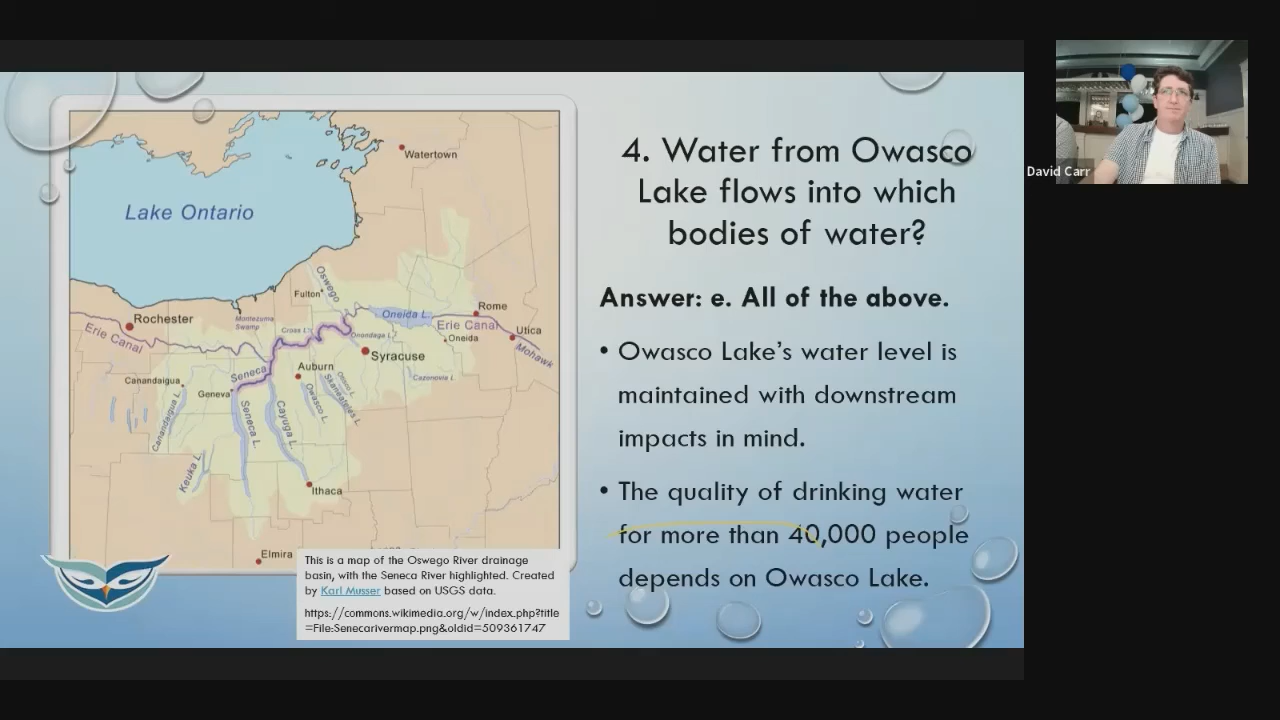 Watertown
Lake Ontario
Oswego
Fulton
Rome
Rochester
Montezuma
Swamp
Oneida L.
Cross L.
Erie Canal
Erie Canal
Utica
Onondaga L.
Oneida
Mohawk
Syracuse
Auburn
Seneca
Cazenovia L.
Canandaigua
Geneva
Otisco L.
Skaneateles L.
Owasco L.
Canandaigua L.
Seneca L.
Cayuga L.
Keuka L.
Ithaca
Elmira
This is a map of the Oswego River drainage
basin, with the Seneca River highlighted. Created
by Karl Musser based on USGS data.
https://commons.wikimedia.org/w/index.php?title
=File:Senecarivermap.png&oldid=509361747
4. Water from Owasco
Lake flows into which
bodies of water?
Answer: e. All of the above.
• Owasco Lake’s water level is
maintained with downstream
impacts in mind.
• The quality of drinking water
for more than 40,000 people
depends on Owasco Lake.
David Carr